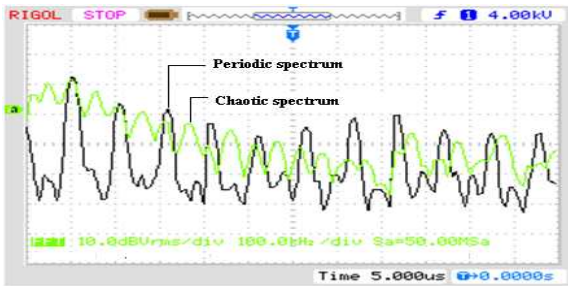 RIGOL STOP T f 1 4.00kV
T
Periodic spectrum
Chaotic spectrum
a
10.0dBVrms/div 100.0kHz/div Sa=50.00MSa
Time 5.000us T→0.0000s